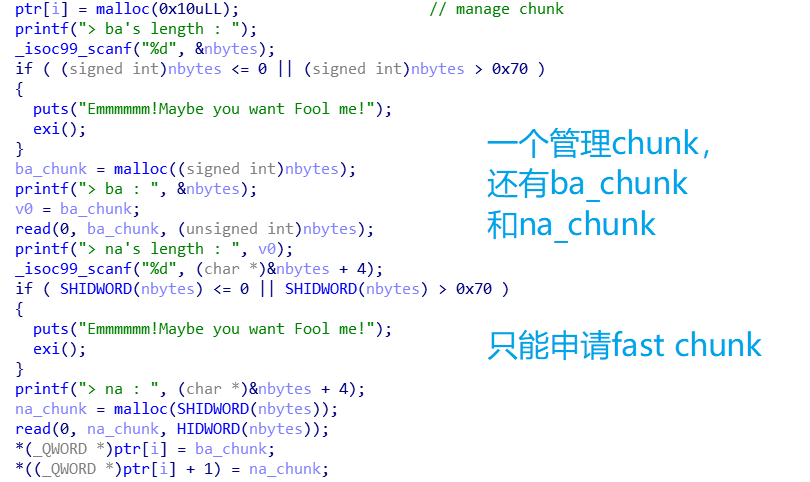 ptr[i] = malloc(0x10uLL);                     // manage chunk
printf("> ba's length : ");
_isoc99_scanf("%d", &nbytes);
if ( (signed int)nbytes <= 0 || (signed int)nbytes > 0x70 )
{
  puts("Emmmmmm!Maybe you want Fool me!");
  exi();
}
ba_chunk = malloc((signed int)nbytes);
printf("> ba : ", &nbytes);
v0 = ba_chunk;
read(0, ba_chunk, (unsigned int)nbytes);
printf("> na's length : ", v0);
_isoc99_scanf("%d", (char *)&nbytes + 4);
if ( SHIDWORD(nbytes) <= 0 || SHIDWORD(nbytes) > 0x70 )
{
  puts("Emmmmmm!Maybe you want Fool me!");
  exi();
}
printf("> na : ", (char *)&nbytes + 4);
na_chunk = malloc(SHIDWORD(nbytes));
read(0, na_chunk, HIDWORD(nbytes));
*(_QWORD *)ptr[i] = ba_chunk;
*((_QWORD *)ptr[i] + 1) = na_chunk;
一个管理chunk，
还有ba_chunk
和na_chunk
只能申请fast chunk